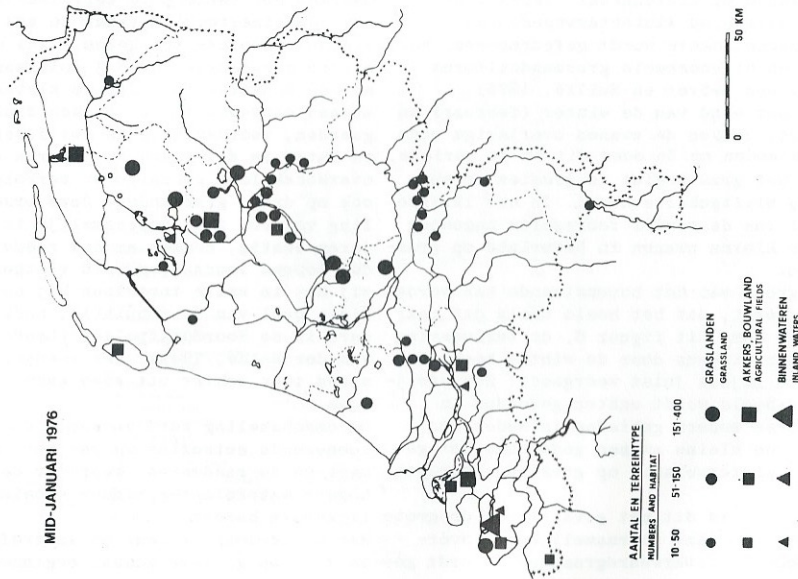 MID-JANUARI 1976
0 50 KM
AANTAL EN TERREINTYPE
NUMBERS AND HABITAT
10-50 51-150 151-400
GRASLANDEN
GRASSLAND
AKKERS, BOUWLAND
AGRICULTURAL FIELDS
BINNENWATEREN
INLAND WATERS